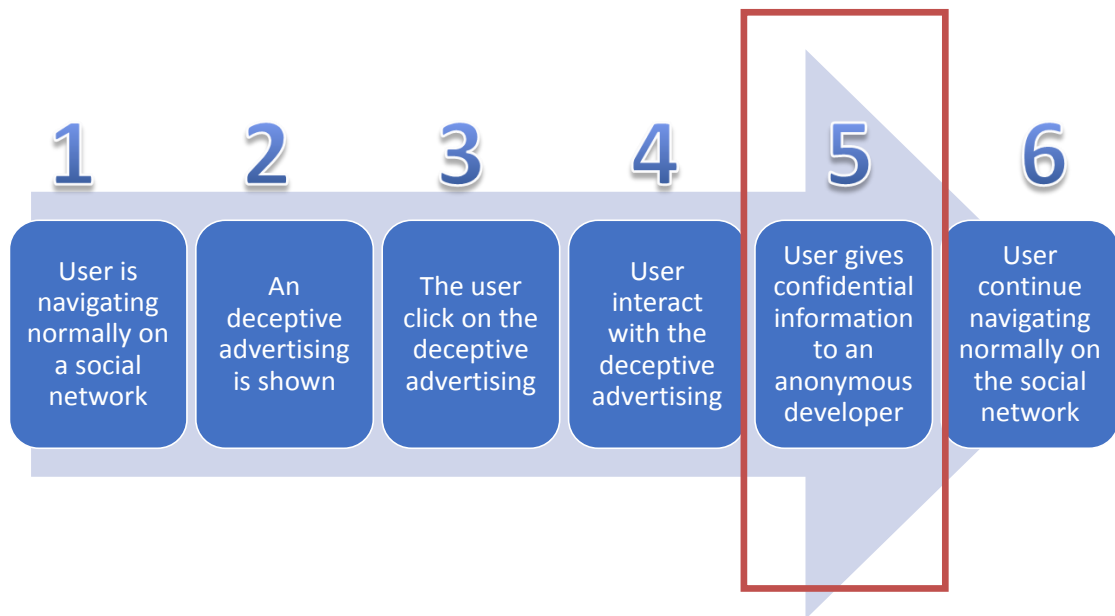 1
User is
navigating
normally on
a social
network
2
An
deceptive
advertising
is shown
3
The user
click on the
deceptive
advertising
4
User
interact
with the
deceptive
advertising
5
User gives
confidential
information
to an
anonymous
developer
6
User
continue
navigating
normally on
the social
network